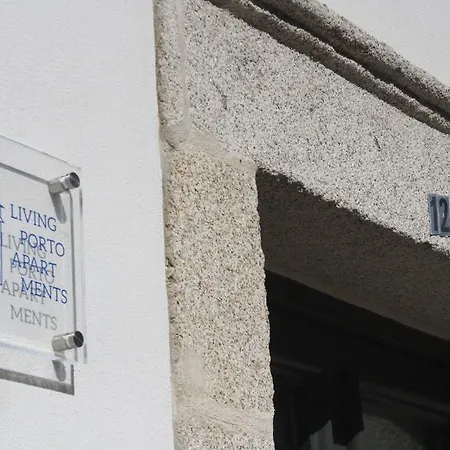 LIVING
PORTO
APART
MENTS
12